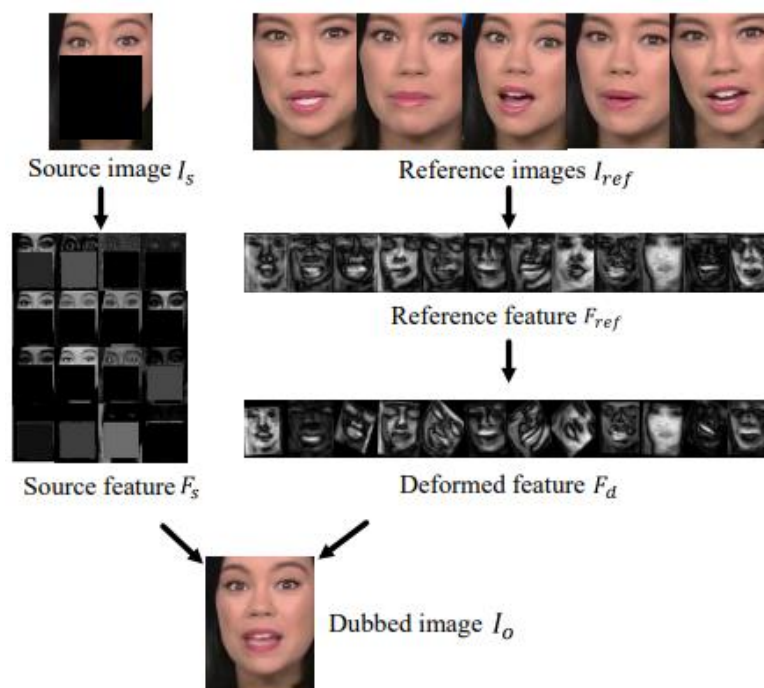 Source image I_s
Reference images I_ref
Reference feature F_ref
Source feature F_s
Deformed feature F_d
Dubbed image I_o